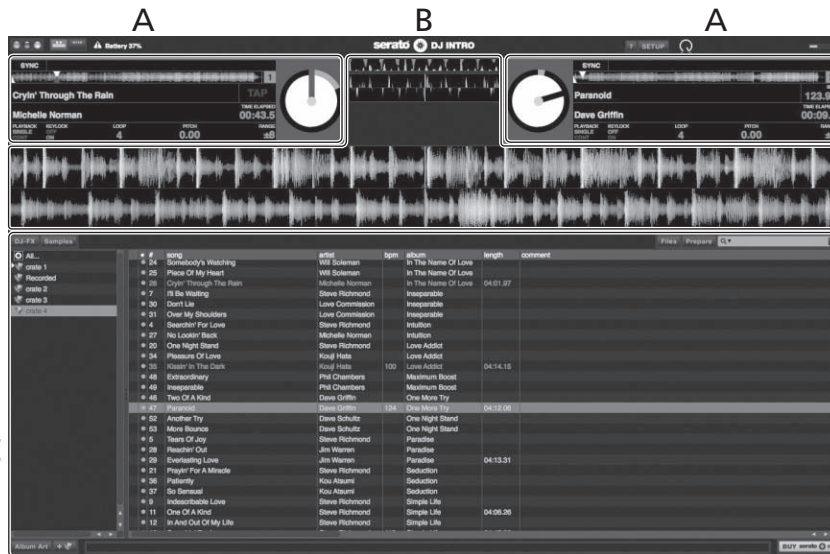 A B A
Battery 37%
serato DJ INTRO
? SETUP
SYNC
1
Cryin' Through The Rain TAP
TIME ELAPSED
Michelle Norman 00:43.5
PLAYBACK KEYLOCK LOOP PITCH RANGE
SINGLE OFF 4 0.00 ±8
CONT ON
SYNC
Paranoid 123.9
Dave Griffin 00:09.
PLAYBACK KEYLOCK LOOP PITCH
SINGLE OFF 4 0.00
CONT ON
DJ-FX Samples Files Prepare
All...
crate 1
Recorded
crate 2
crate 3
crate 4
# song artist bpm album length comment
24 Somebody's Watching Will Soleman In The Name Of Love
25 Piece Of My Heart Will Soleman In The Name Of Love
26 Cryin' Through The Rain Michelle Norman In The Name Of Love 04:01.97
7 I'll Be Waiting Steve Richmond Inseparable
30 Don't Lie Love Commission Inseparable
31 Over My Shoulders Love Commission Inseparable
4 Searchin' For Love Steve Richmond Intuition
27 No Lookin' Back Michelle Norman Intuition
20 One Night Stand Steve Richmond Love Addict
34 Pleasure Of Love Kouji Hata Love Addict
35 Kissin' In The Dark Kouji Hata 100 Love Addict 04:14.15
48 Extraordinary Phil Chambers Maximum Boost
49 Inseparable Phil Chambers Maximum Boost
46 Two Of A Kind Dave Griffin One More Try
47 Paranoid Dave Griffin 124 One More Try 04:12.06
52 Another Try Dave Schultz One Night Stand
53 More Bounce Dave Schultz One Night Stand
5 Tears Of Joy Steve Richmond Paradise
28 Reachin' Out Jim Warren Paradise
29 Everlasting Love Jim Warren Paradise 04:13.31
21 Prayin' For A Miracle Steve Richmond Seduction
36 Patiently Kou Atsumi Seduction
37 So Sensual Kou Atsumi Seduction
9 Indescribable Love Steve Richmond Simple Life
11 One Of A Kind Steve Richmond Simple Life 04:06.26
12 In And Out Of My Life Steve Richmond Simple Life
Album Art BUY serato